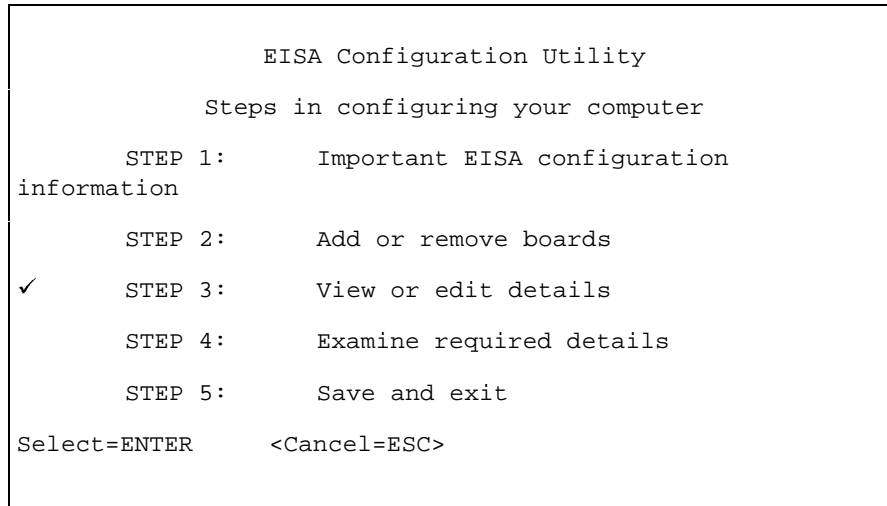 EISA Configuration Utility
Steps in configuring your computer
STEP 1: Important EISA configuration
information
STEP 2: Add or remove boards
✓ STEP 3: View or edit details
STEP 4: Examine required details
STEP 5: Save and exit
Select=ENTER <Cancel=ESC>